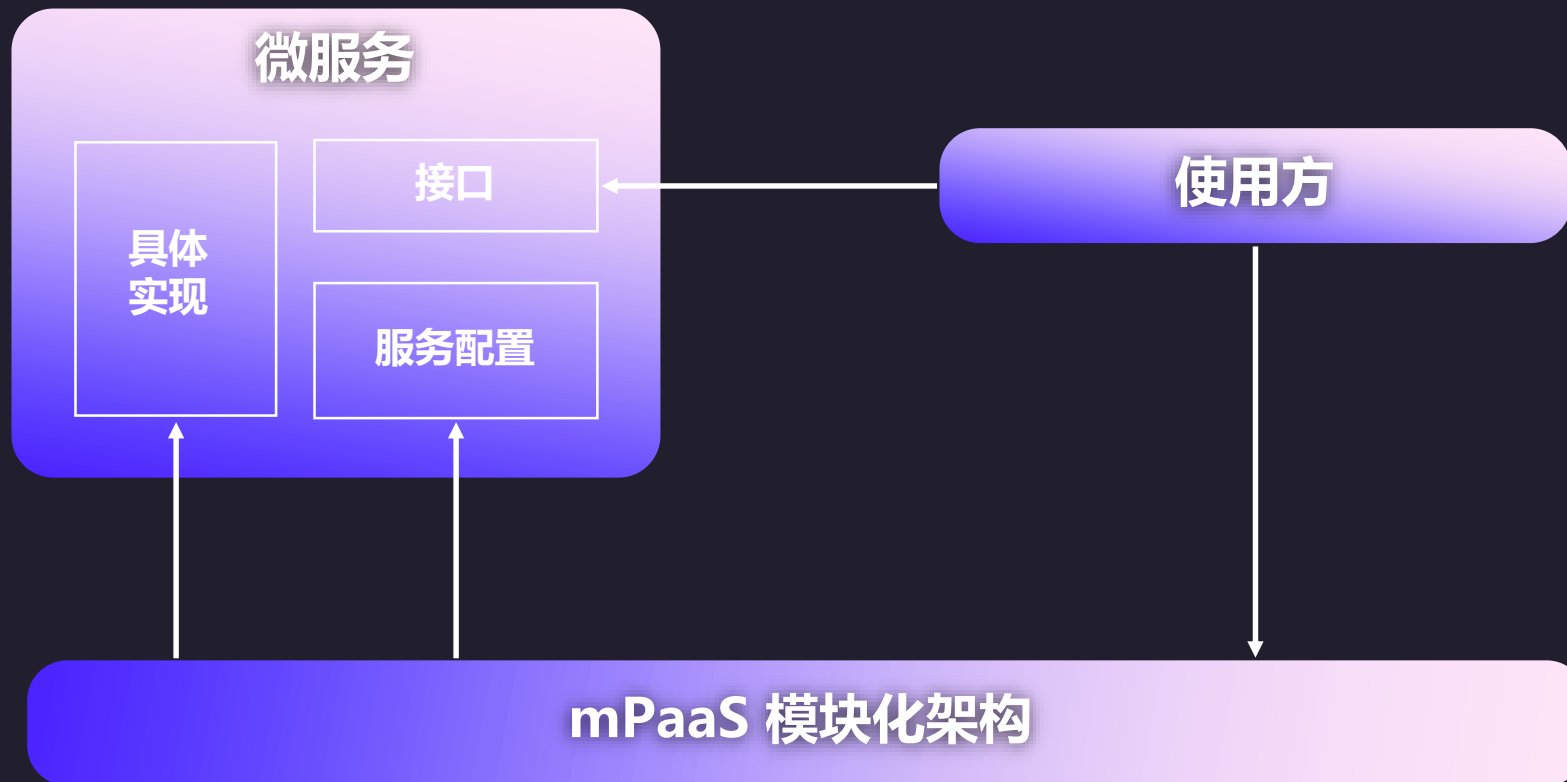 微服务
接口
使用方
具体
实现
服务配置
mPaaS 模块化架构